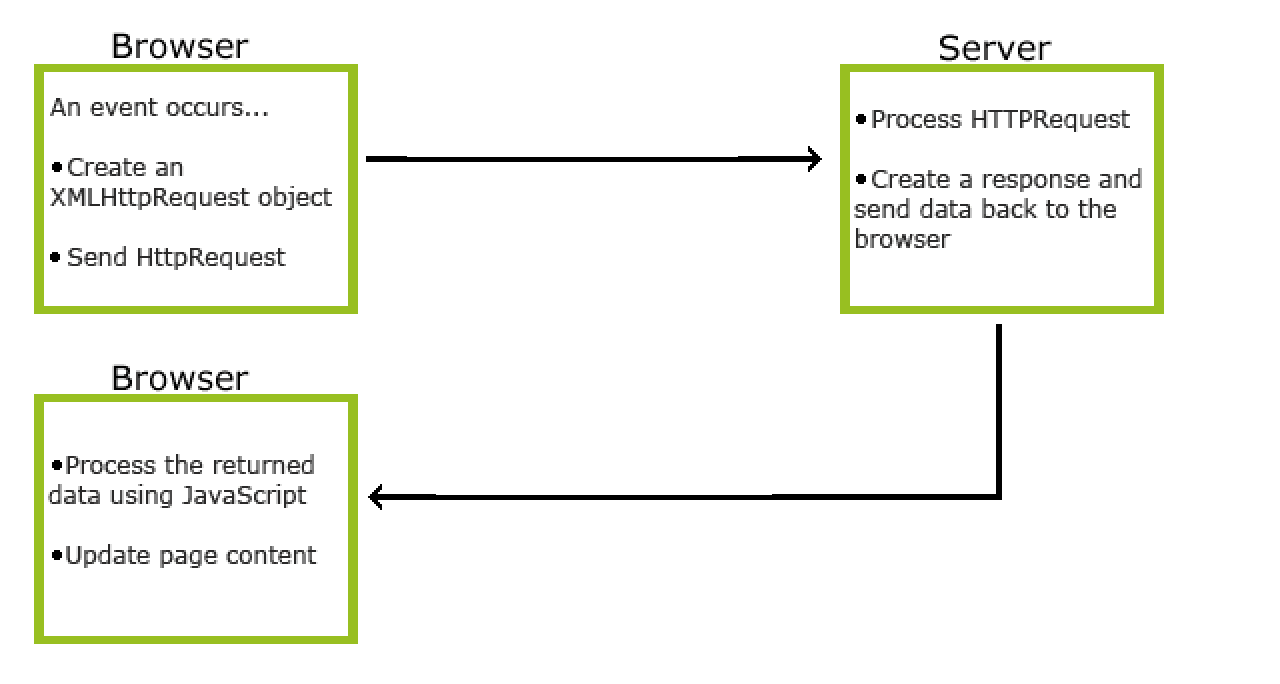 Browser
An event occurs...
•Create an
XMLHttpRequest object
• Send HttpRequest
Server
•Process HTTPRequest
•Create a response and
send data back to the
browser
Browser
•Process the returned
data using JavaScript
•Update page content